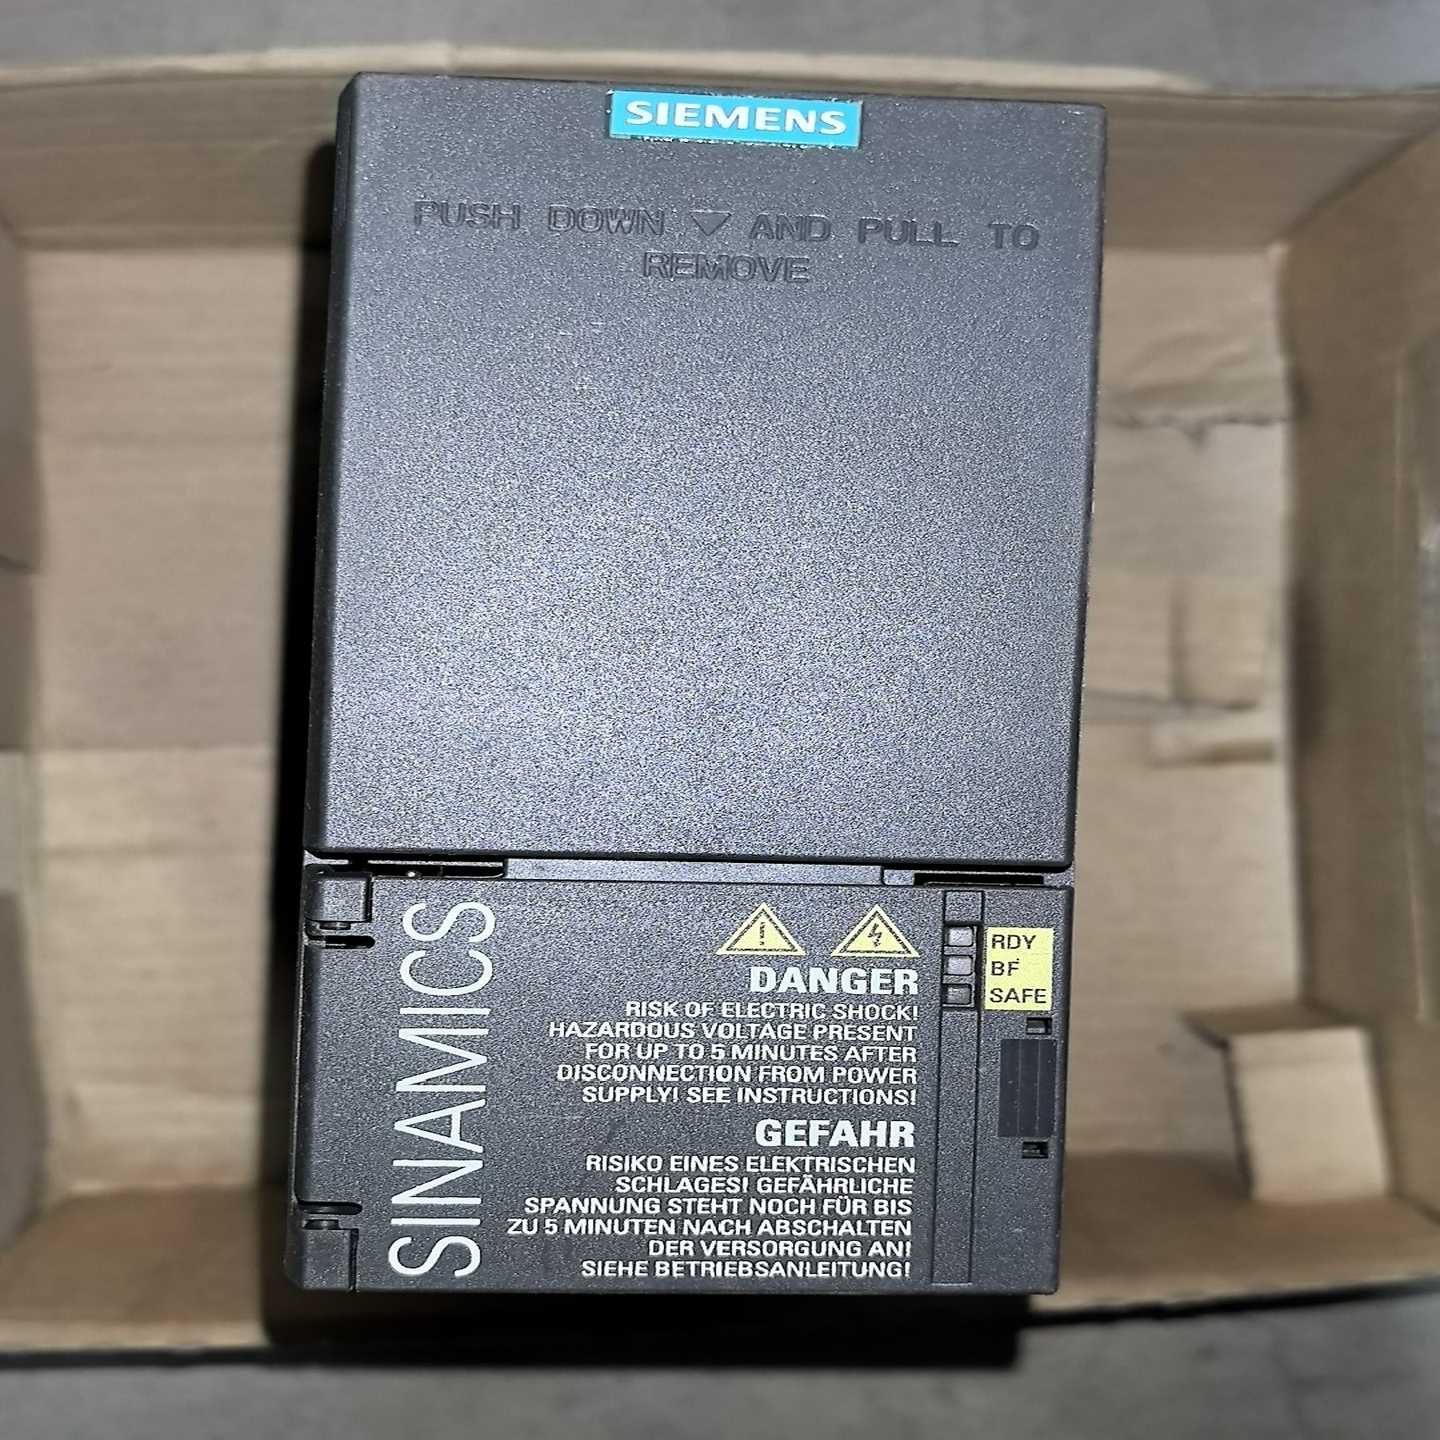 SIEMENS
PUSH DOWN ▽ AND PULL TO
REMOVE
SINAMICS
DANGER
RISK OF ELECTRIC SHOCK!
HAZARDOUS VOLTAGE PRESENT
FOR UP TO 5 MINUTES AFTER
DISCONNECTION FROM POWER
SUPPLY! SEE INSTRUCTIONS!
GEFAHR
RISIKO EINES ELEKTRISCHEN
SCHLAGES! GEFÄHRLICHE
SPANNUNG STEHT NOCH FÜR BIS
ZU 5 MINUTEN NACH ABSCHALTEN
DER VERSORGUNG AN!
SIEHE BETRIEBSANLEITUNG!
RDY
BF
SAFE